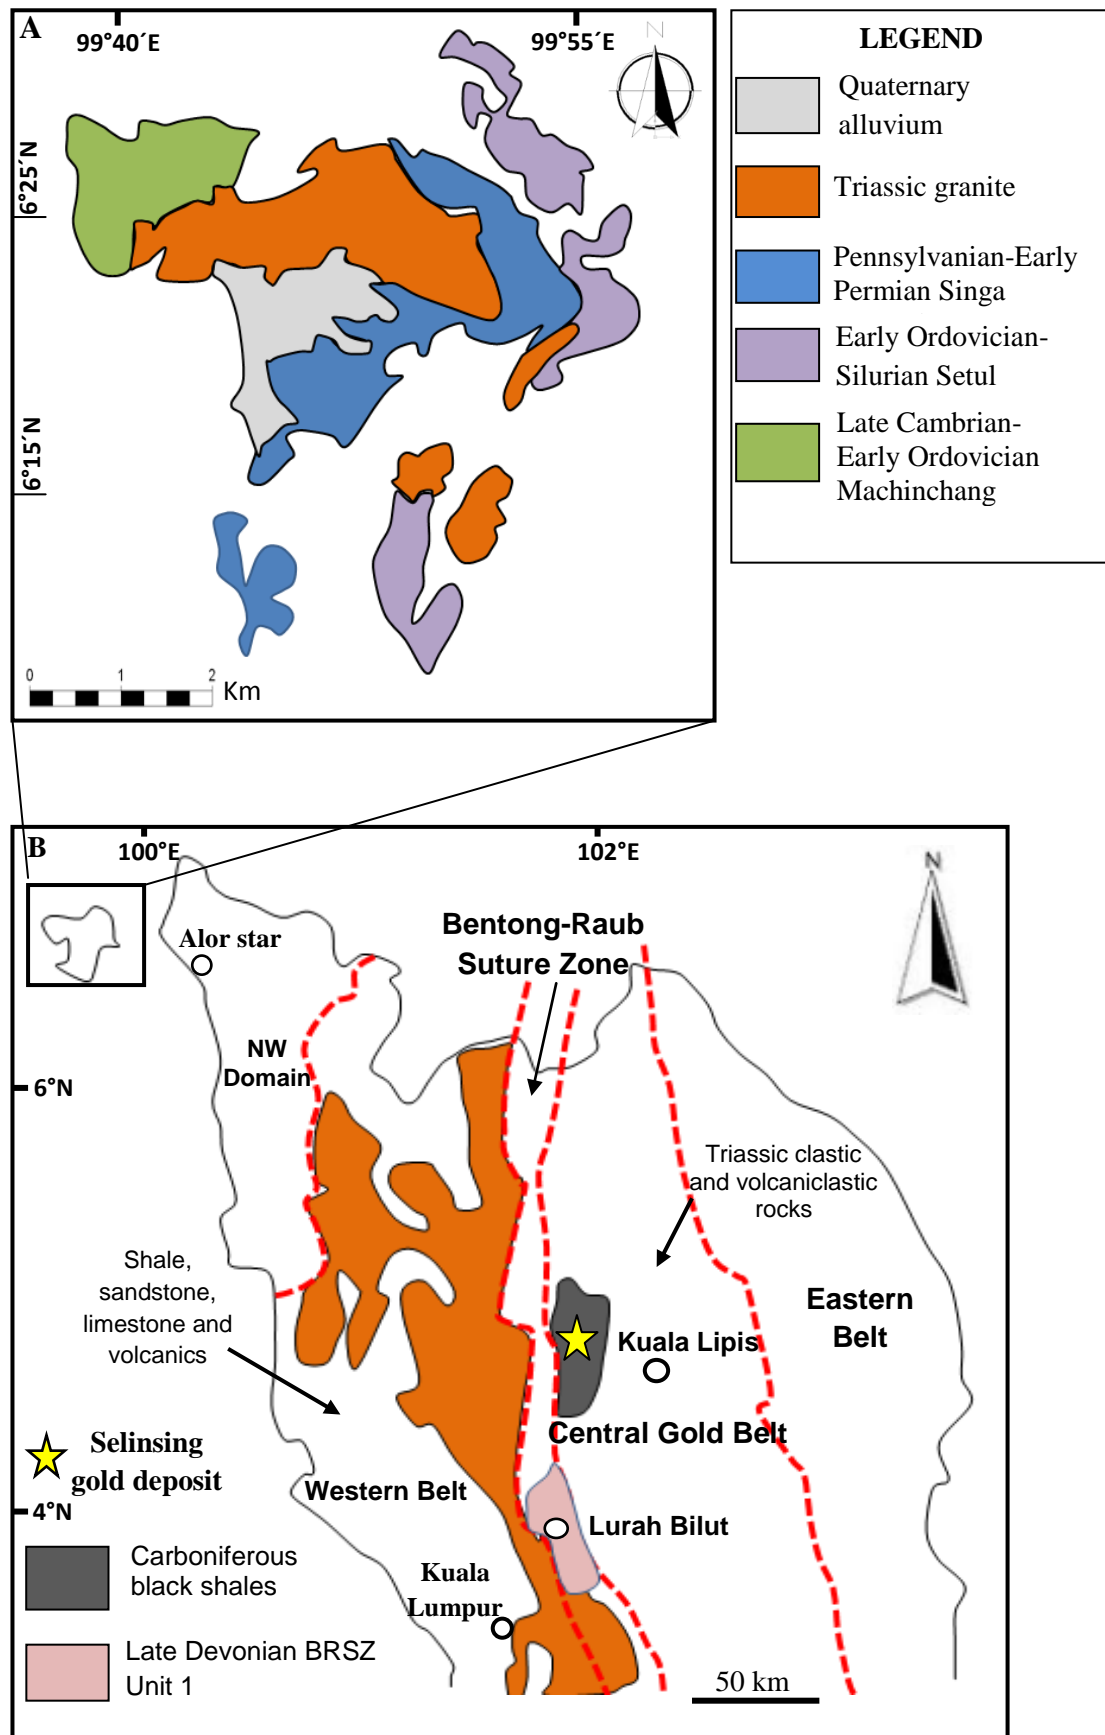 A
99°40´E
99°55´E
N
6°25´N
6°15´N
0 1 2
Km
LEGEND
Quaternary
alluvium
Triassic granite
Pennsylvanian-Early
Permian Singa
Early Ordovician-
Silurian Setul
Late Cambrian-
Early Ordovician
Machinchang
B
100°E
102°E
N
Bentong-Raub
Suture Zone
Alor star
NW
Domain
6°N
Triassic clastic
and volcaniclastic
rocks
Shale,
sandstone,
limestone and
volcanics
Eastern
Belt
Kuala Lipis
Central Gold Belt
Selinsing
gold deposit
Western Belt
4°N
Lurah Bilut
Carboniferous
black shales
Kuala
Lumpur
Late Devonian BRSZ
Unit 1
50 km